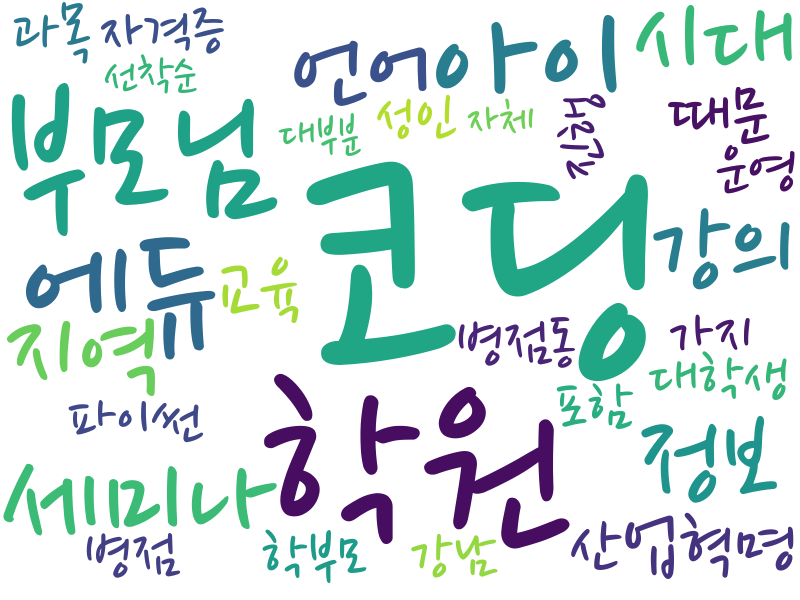 과목 자격증 언어 아이 시대
선착순
부모님 대부분 성인 자체 때문
운영
코딩 강의
에듀 교육
지역 병점동 가지
대학생
파이썬 포함
학원 정보
세미나
병점 학부모 강남 산업혁명